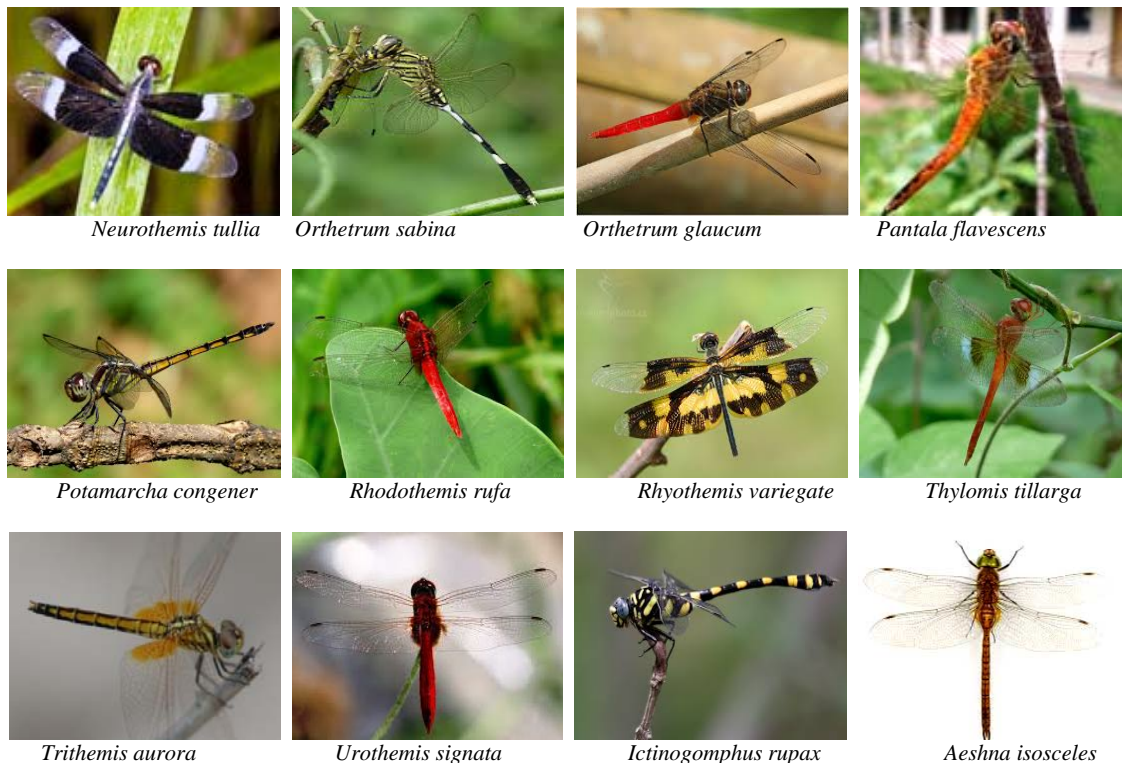 Neurothemis tullia Orthetrum sabina Orthetrum glaucum Pantala flavescens
Potamarcha congener Rhodothemis rufa Rhyothemis variegate Thylomis tillarga
Trithemis aurora Urothemis signata Ictinogomphus rupax Aeshna isosceles